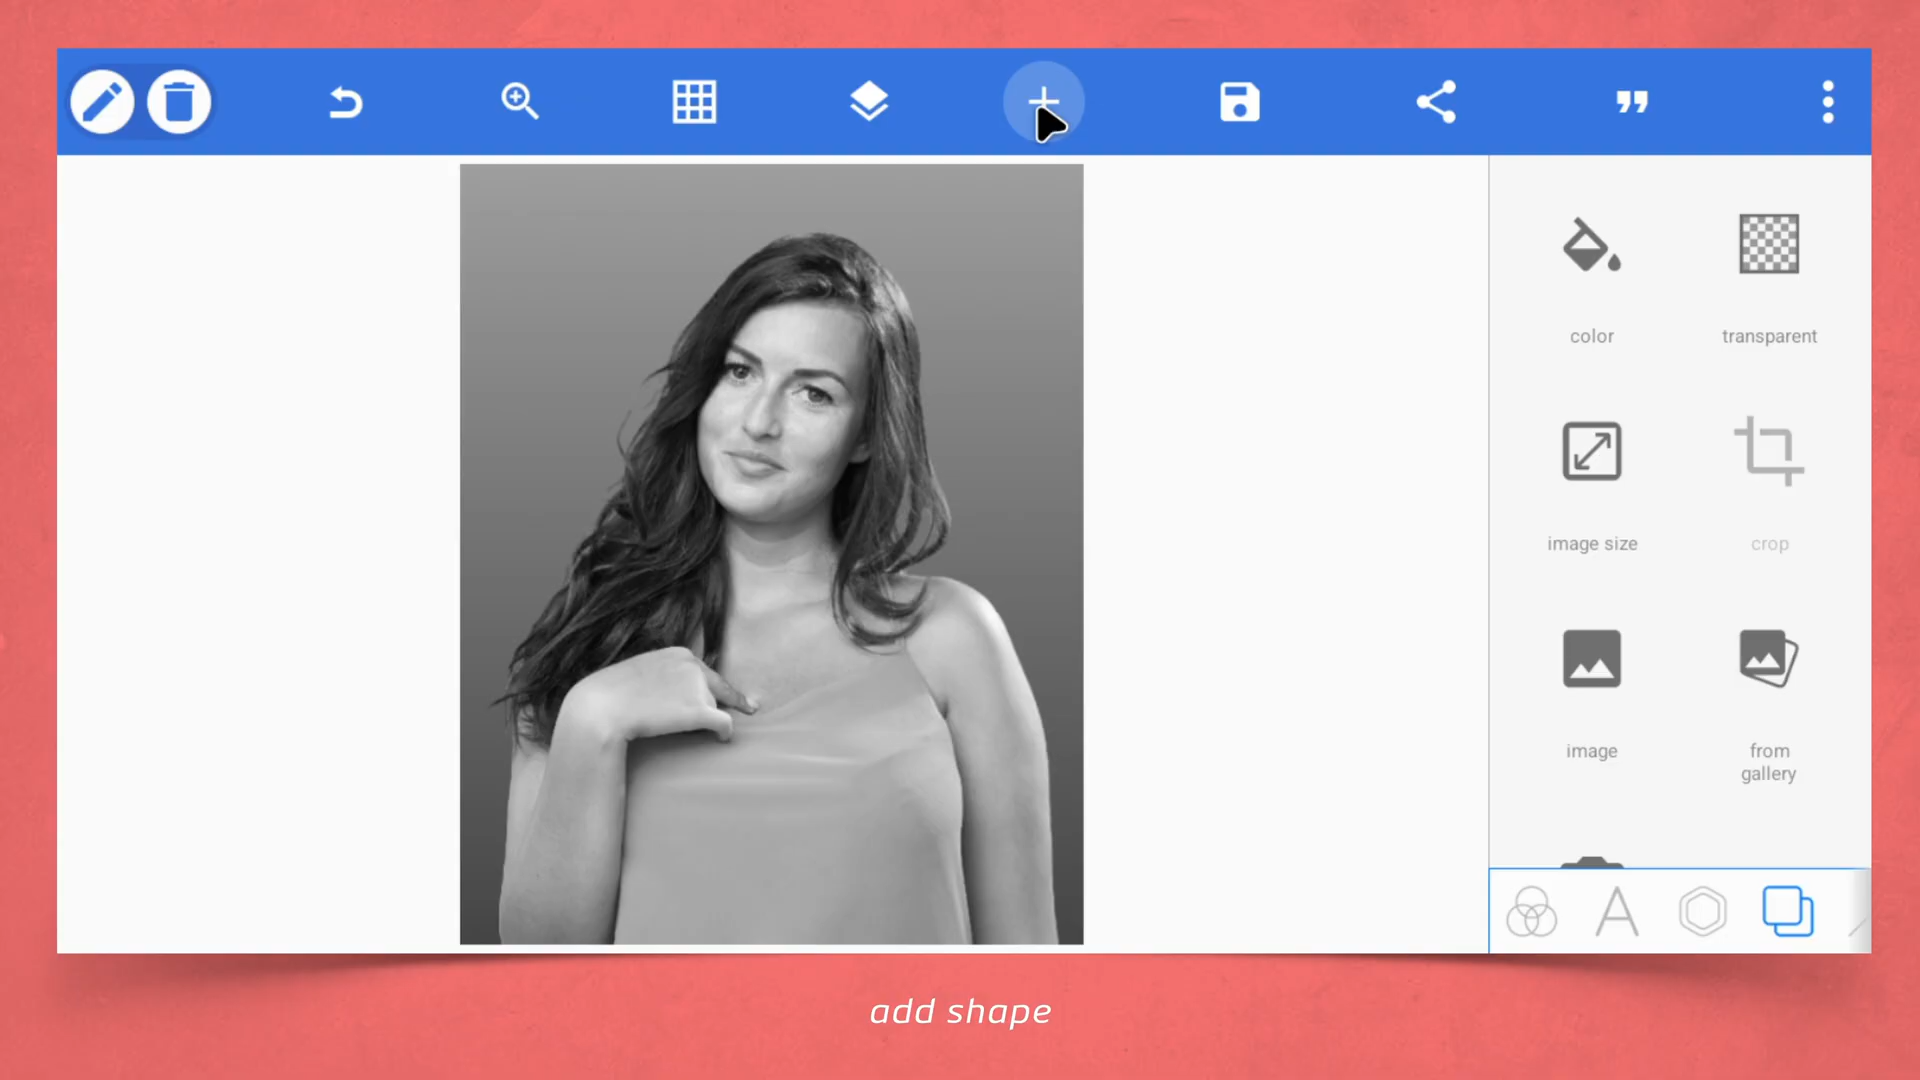 color
transparent
image size
crop
image
from
gallery
add shape